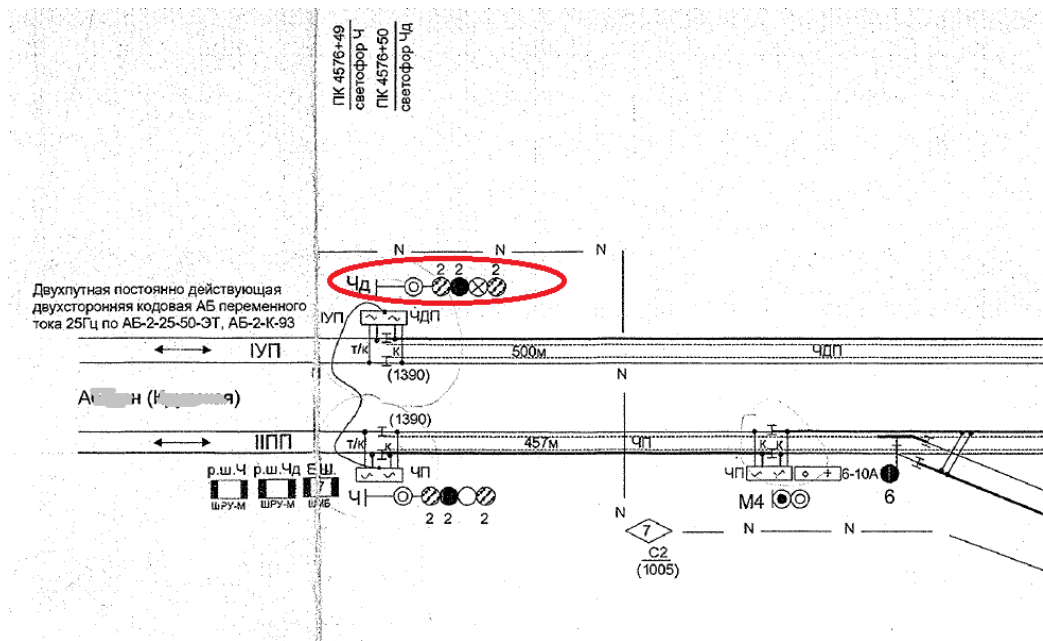 ПК 4576+49
светофор Ч
ПК 4576+50
светофор Чд
N N N
2 2 2
Чд
Двухпутная постоянно действующая
двухсторонняя кодовая АБ переменного
тока 25Гц по АБ-2-25-50-ЭТ, АБ-2-К-93
IУП ЧДП
IУП т/к к 500м ЧДП
(1390)
N
(1390)
IIПП т/к к 457м ЧП к к
р.ш.Ч р.ш.Чд ЧП ЧП 6-10А
7
ШРУ-М ШРУ-М
Ч М4 6
2 2 2
N
7 N N
С2
(1005)